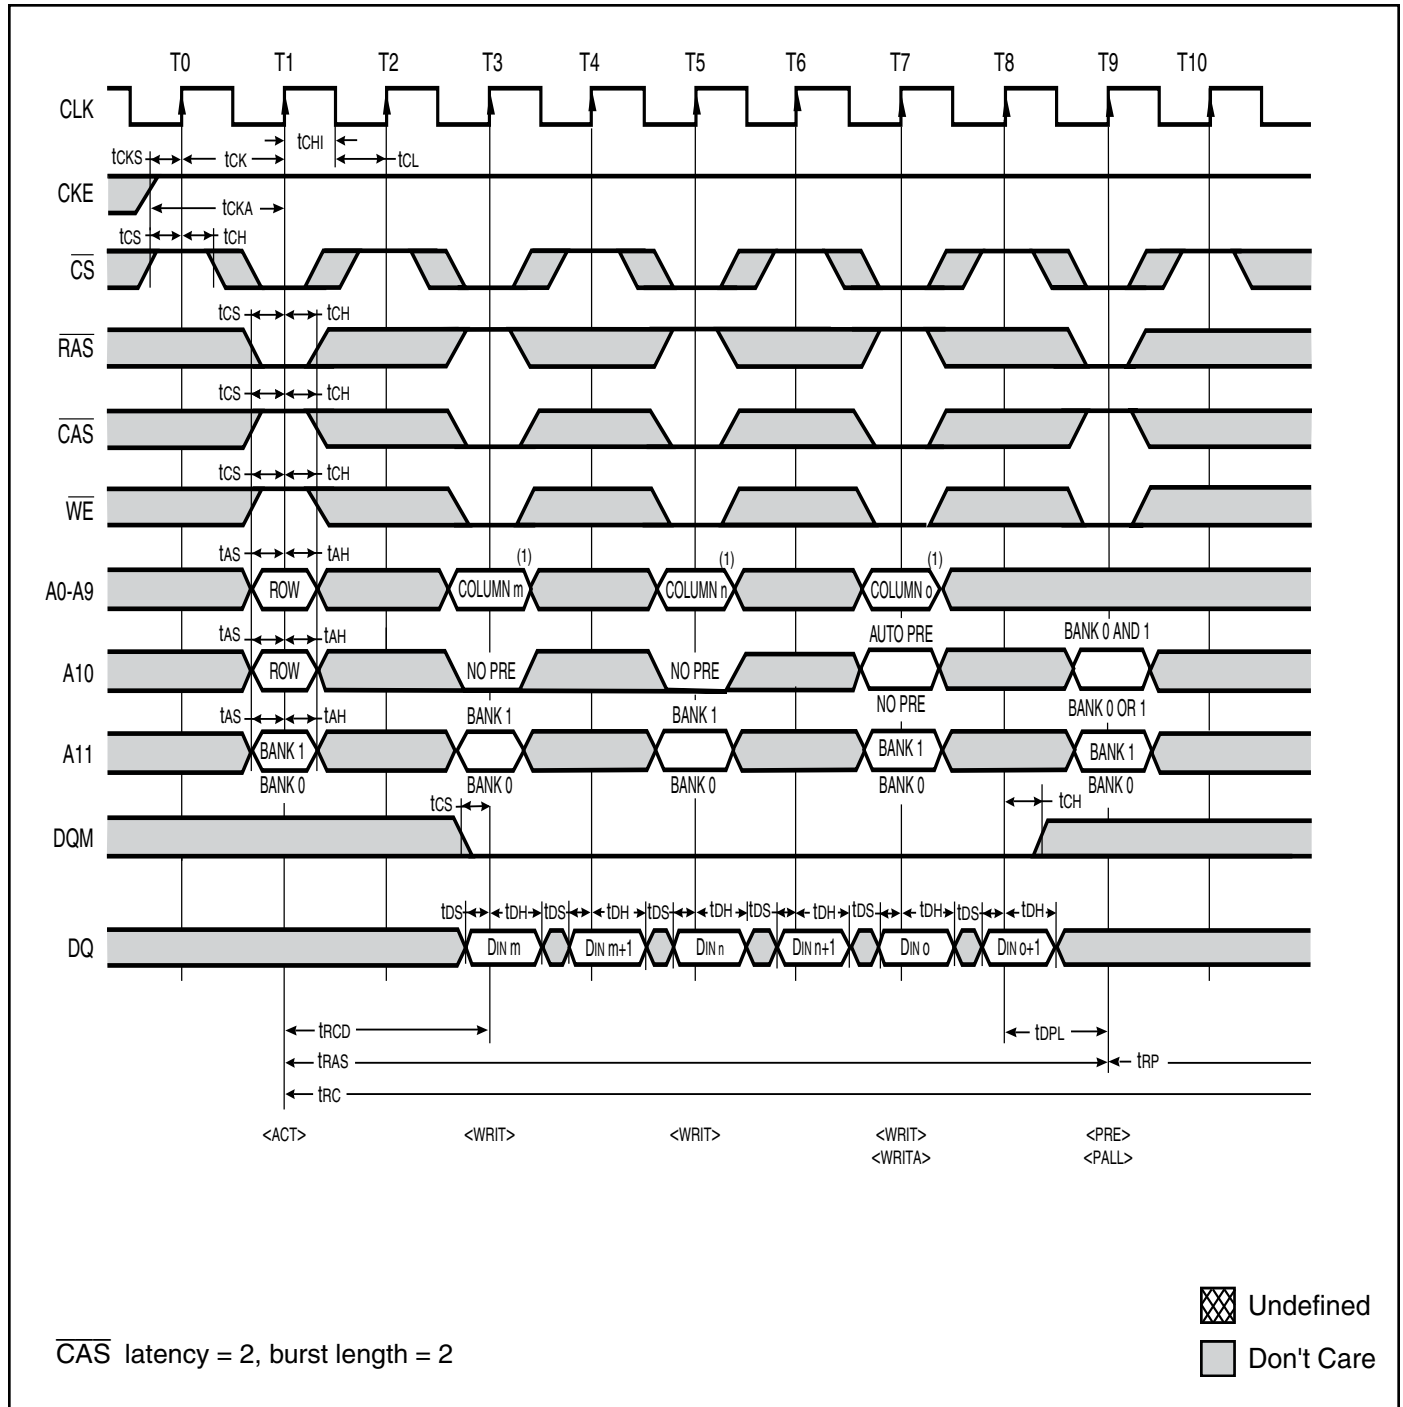 T0 T1 T2 T3 T4 T5 T6 T7 T8 T9 T10
CLK
tCHI
tCKS tCK tCL
CKE
tCKA
tCS tCH
CS
tCS tCH
RAS
tCS tCH
CAS
tCS tCH
WE
tAS tAH (1) (1) (1)
A0-A9 ROW COLUMN m COLUMN n COLUMN o
tAS tAH AUTO PRE BANK 0 AND 1
A10 ROW NO PRE NO PRE
NO PRE BANK 0 OR 1
tAS tAH BANK 1 BANK 1
A11 BANK 1 BANK 1 BANK 1
BANK 0 BANK 0 BANK 0 BANK 0 BANK 0
tCS tCH
DQM
tDS tDH tDS tDH tDS tDH tDS tDH tDS tDH tDS tDH
DQ DIN m DIN m+1 DIN n DIN n+1 DIN o DIN o+1
tRCD tDPL
tRAS tRP
tRC
<ACT> <WRIT> <WRIT> <WRIT> <PRE>
<WRITA> <PALL>
Undefined
CAS latency = 2, burst length = 2
Don't Care